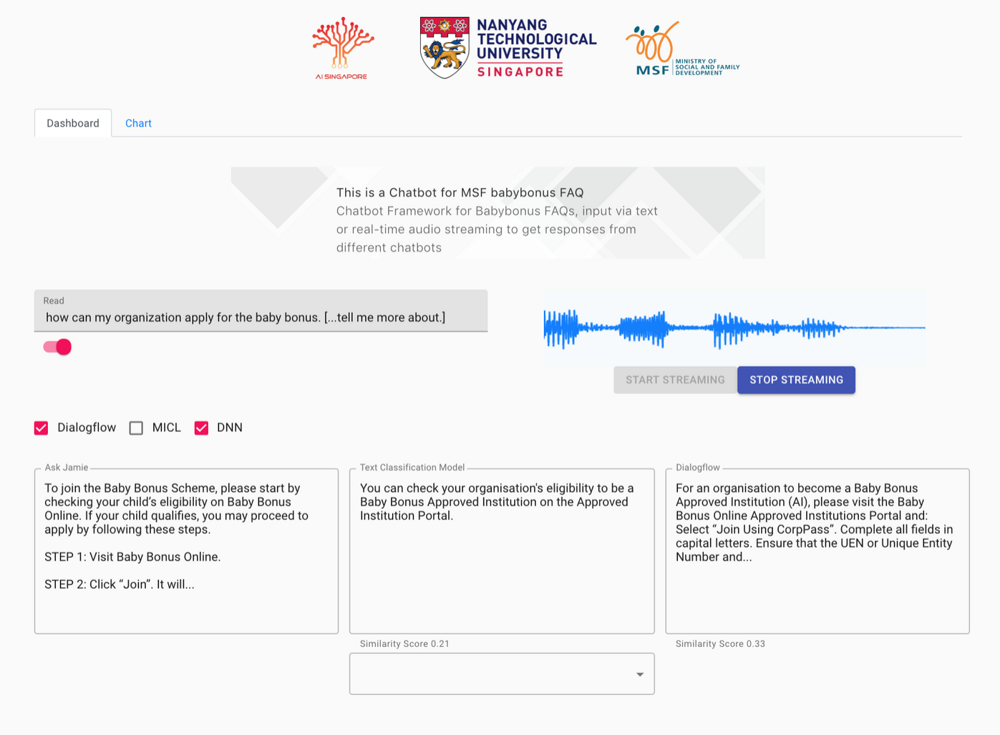 AI SINGAPORE
NANYANG
TECHNOLOGICAL
UNIVERSITY
SINGAPORE
MSF
MINISTRY OF
SOCIAL AND FAMILY
DEVELOPMENT
Dashboard
Chart
This is a Chatbot for MSF babybonus FAQ
Chatbot Framework for Babybonus FAQs, input via text
or real-time audio streaming to get responses from
different chatbots
Read
how can my organization apply for the baby bonus. [...tell me more about.]
START STREAMING
STOP STREAMING
Dialogflow
MICL
DNN
Ask Jamie
To join the Baby Bonus Scheme, please start by
checking your child’s eligibility on Baby Bonus
Online. If your child qualifies, you may proceed to
apply by following these steps.
STEP 1: Visit Baby Bonus Online.
STEP 2: Click “Join”. It will...
Text Classification Model
You can check your organisation's eligibility to be a
Baby Bonus Approved Institution on the Approved
Institution Portal.
Similarity Score 0.21
Dialogflow
For an organisation to become a Baby Bonus
Approved Institution (AI), please visit the Baby
Bonus Online Approved Institutions Portal and:
Select “Join Using CorpPass”. Complete all fields in
capital letters. Ensure that the UEN or Unique Entity
Number and...
Similarity Score 0.33